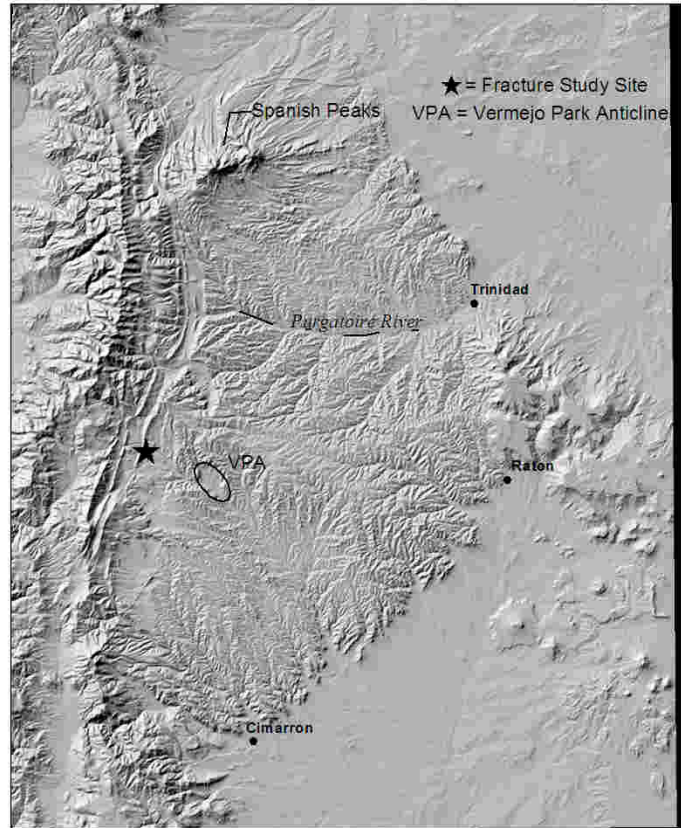 ★ = Fracture Study Site
Spanish Peaks
VPA = Vermejo Park Anticline
Trinidad
Purgatoire River
VPA
Raton
Cimarron